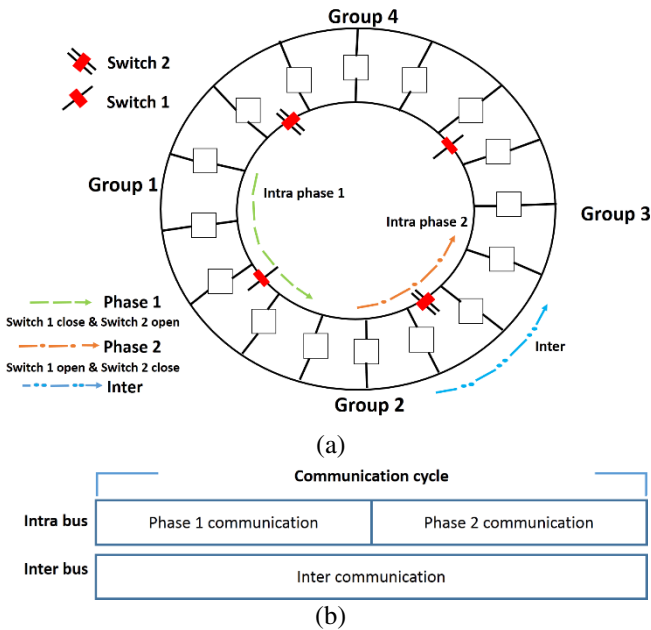 Group 4
Switch 2
Switch 1
Group 1
Intra phase 1
Intra phase 2
Group 3
Phase 1
Switch 1 close & Switch 2 open
Phase 2
Switch 1 open & Switch 2 close
Inter
Inter
Group 2
(a)
Communication cycle
Intra bus
Phase 1 communication
Phase 2 communication
Inter bus
Inter communication
(b)